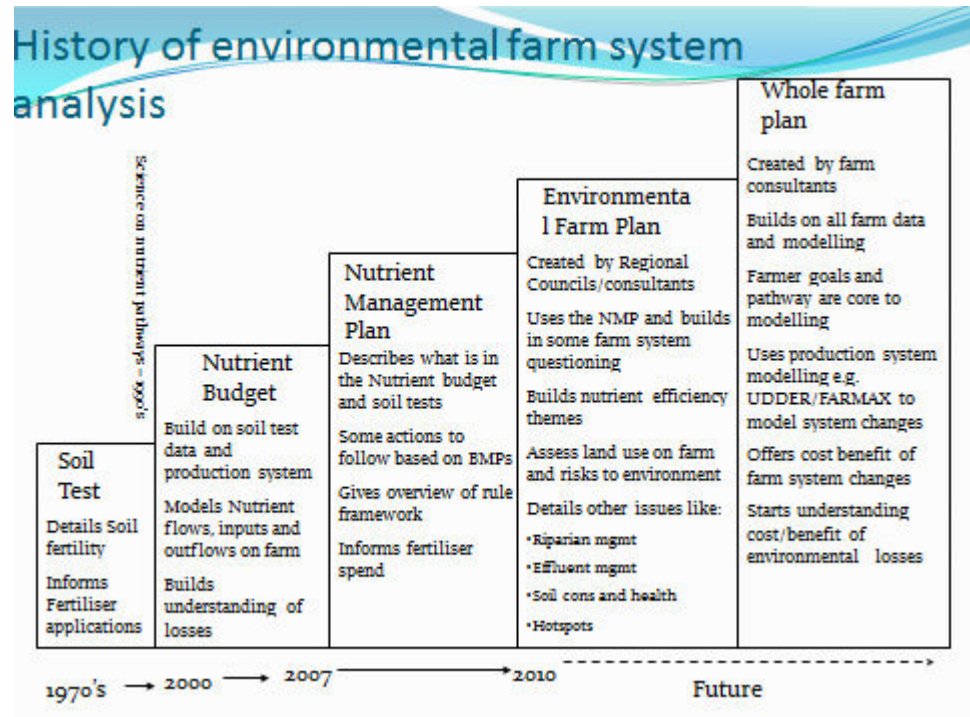 History of environmental farm system
analysis
Science on nutrient pathways – 1990's
Soil
Test
Details Soil
fertility
Informs
Fertiliser
applications
Nutrient
Budget
Build on soil test
data and
production system
Models Nutrient
flows, inputs and
outflows on farm
Builds
understanding of
losses
Nutrient
Management
Plan
Describes what is in
the Nutrient budget
and soil tests
Some actions to
follow based on BMPs
Gives overview of rule
framework
Informs fertiliser
spend
Environmenta
l Farm Plan
Created by Regional
Councils/consultants
Uses the NMP and builds
in some farm system
questioning
Builds nutrient efficiency
themes
Assess land use on farm
and risks to environment
Details other issues like:
•Riparian mgmt
•Effluent mgmt
•Soil cons and health
•Hotspots
Whole farm
plan
Created by farm
consultants
Builds on all farm data
and modelling
Farmer goals and
pathway are core to
modelling
Uses production system
modelling e.g.
UDDER/FARMAX to
model system changes
Offers cost benefit of
farm system changes
Starts understanding
cost/benefit of
environmental losses
1970's
2000
2007
2010
Future